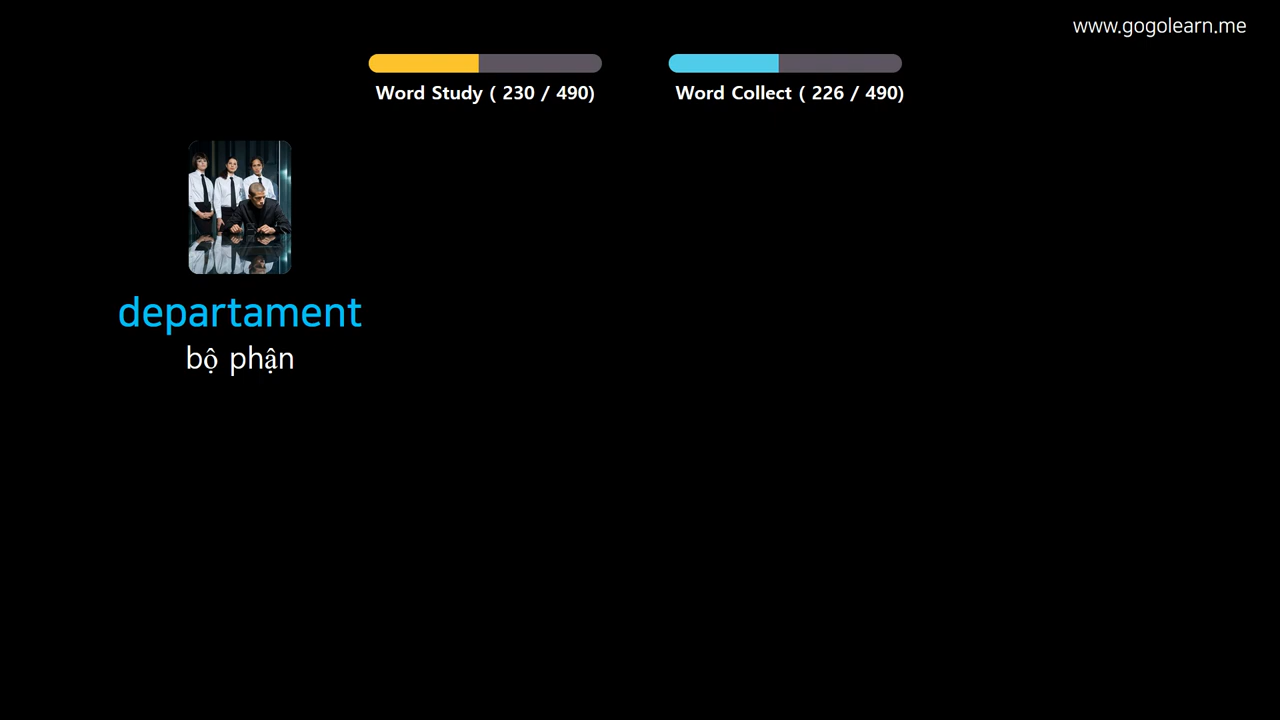 www.gogolearn.me
Word Study ( 230 / 490)
Word Collect ( 226 / 490)
departament
bộ phận